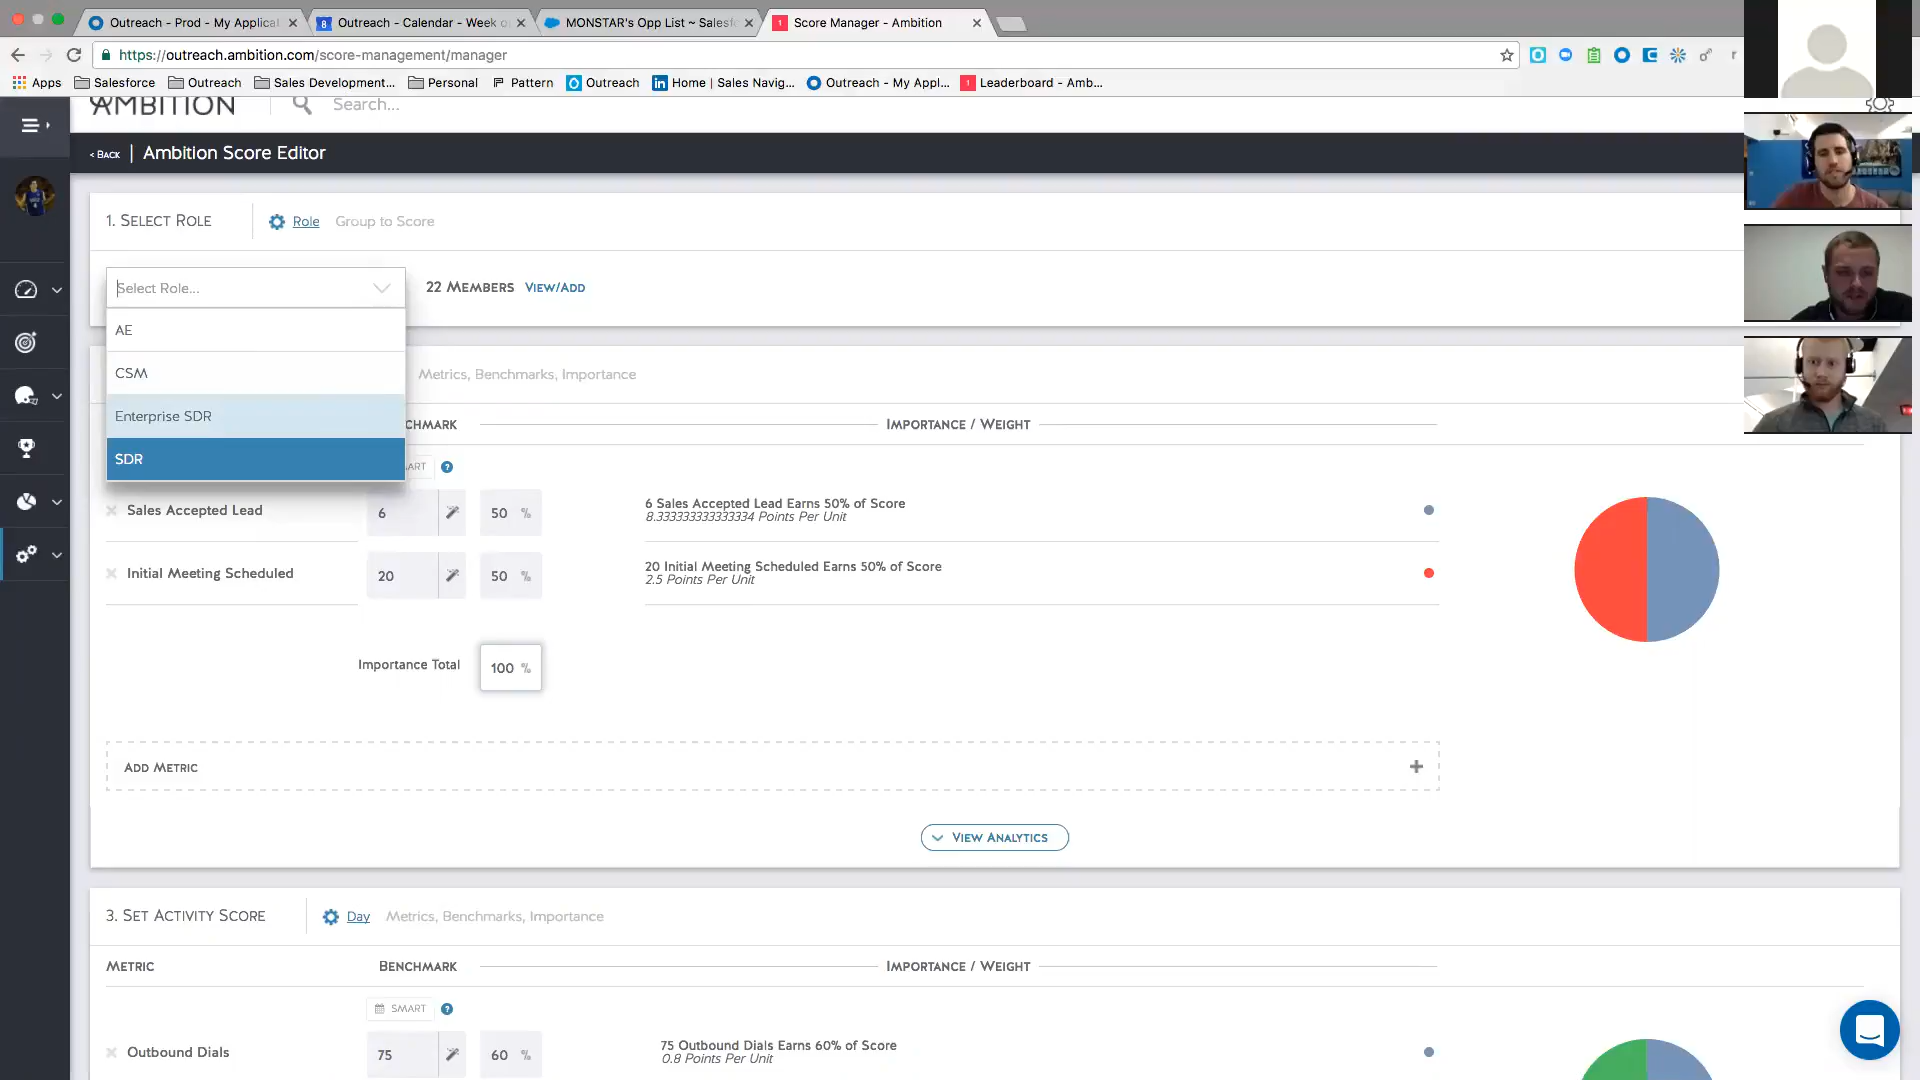 Outreach - Prod - My Applicat
Outreach - Calendar - Week o
MONSTAR's Opp List ~ Salesf
Score Manager - Ambition
https://outreach.ambition.com/score-management/manager
Apps
Salesforce
Outreach
Sales Development...
Personal
Pattern
Outreach
Home | Sales Navig...
Outreach - My Appl...
Leaderboard - Amb...
AMBITION
Search...
< BACK
Ambition Score Editor
1. SELECT ROLE
Role
Group to Score
Select Role...
22 MEMBERS
VIEW/ADD
AE
CSM
Enterprise SDR
SDR
Metrics, Benchmarks, Importance
CHMARK
IMPORTANCE / WEIGHT
ART
?
Sales Accepted Lead
6
50 %
6 Sales Accepted Lead Earns 50% of Score
8.333333333333334 Points Per Unit
Initial Meeting Scheduled
20
50 %
20 Initial Meeting Scheduled Earns 50% of Score
2.5 Points Per Unit
Importance Total
100 %
ADD METRIC
+
VIEW ANALYTICS
3. SET ACTIVITY SCORE
Day
Metrics, Benchmarks, Importance
METRIC
BENCHMARK
IMPORTANCE / WEIGHT
SMART
?
Outbound Dials
75
60 %
75 Outbound Dials Earns 60% of Score
0.8 Points Per Unit